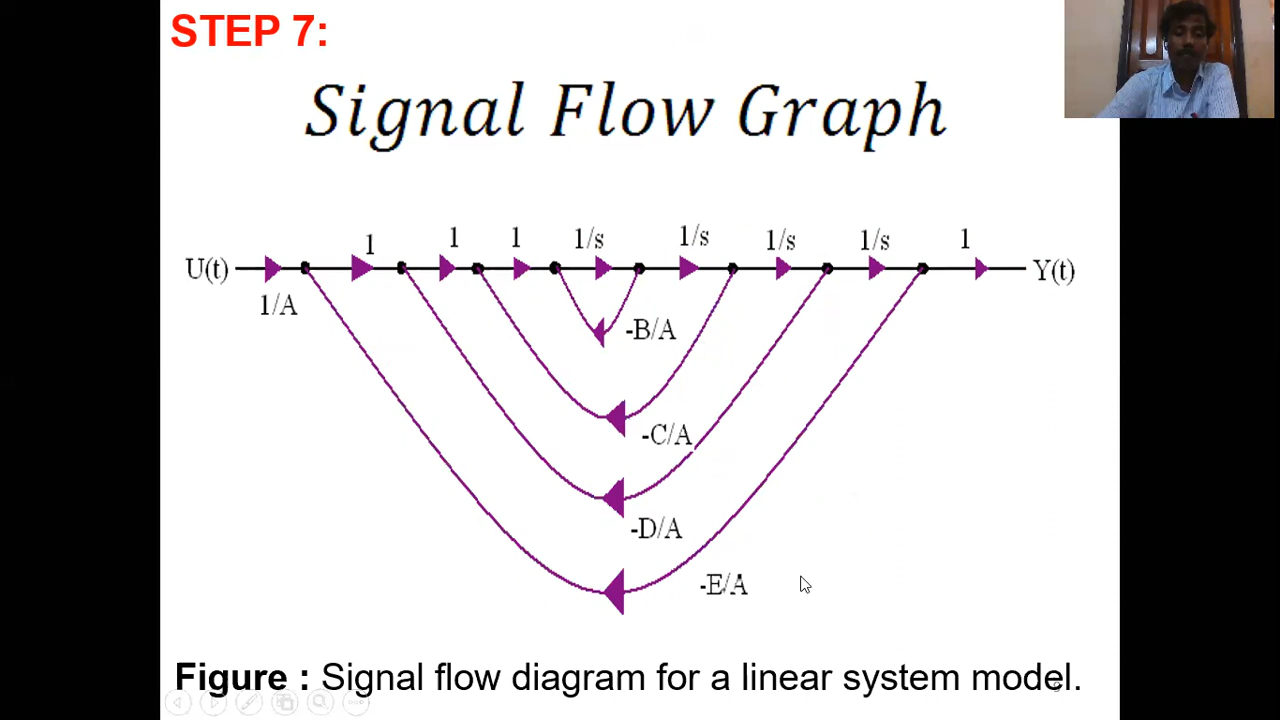 STEP 7:
Signal Flow Graph
1 1 1 1/s 1/s 1/s 1/s 1
U(t) Y(t)
1/A
-B/A
-C/A
-D/A
-E/A
Figure : Signal flow diagram for a linear system model.